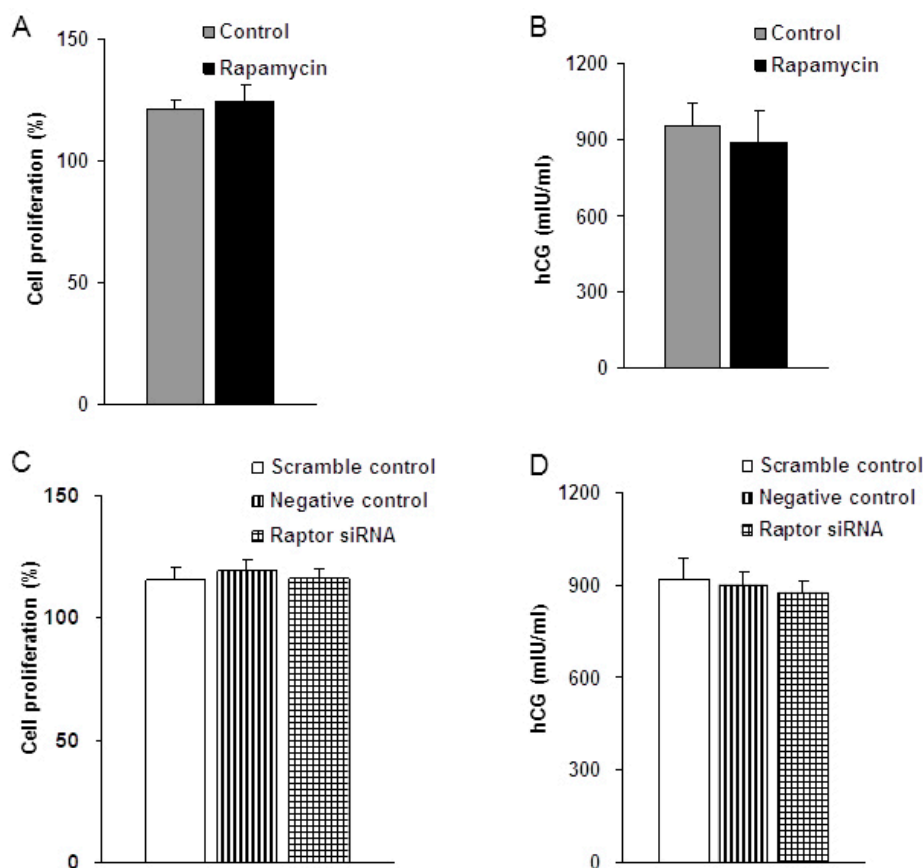 A
Control
Rapamycin
150
100
50
0
Cell proliferation (%)
B
Control
Rapamycin
1200
900
600
300
0
hCG (mIU/ml)
C
Scramble control
Negative control
Raptor siRNA
150
100
50
0
Cell proliferation (%)
D
Scramble control
Negative control
Raptor siRNA
1200
900
600
300
0
hCG (mIU/ml)